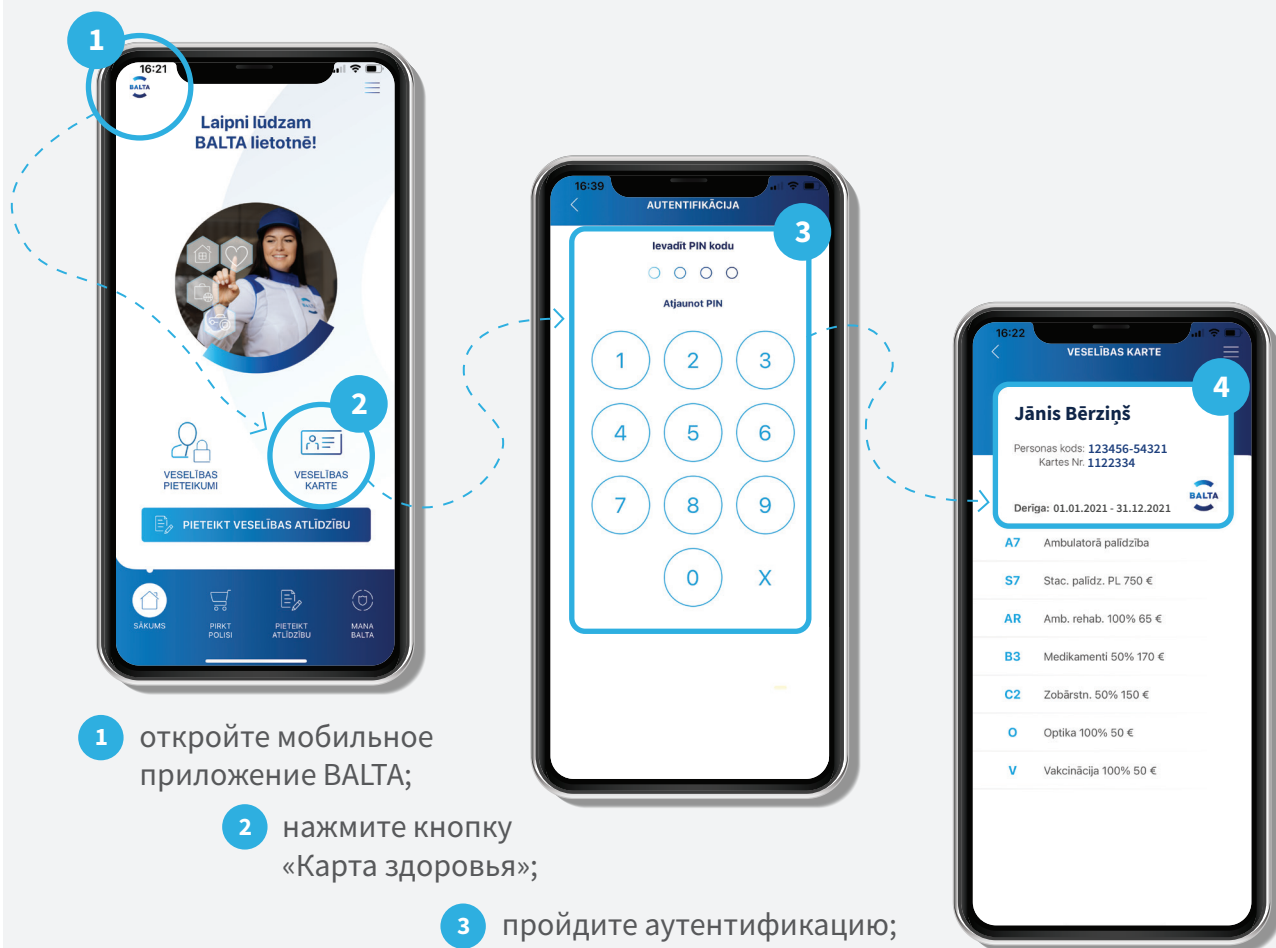 1
16:21
BALTA
Laipni lūdzam
BALTA lietotnē!
2
VESELĪBAS
PIETEIKUMI
VESELĪBAS
KARTE
PIETEIKT VESELĪBAS ATLĪDZĪBU
SĀKUMS
PIRKT
POLISI
PIETEIKT
ATLĪDZĪBU
MANA
BALTA
16:39
AUTENTIFIKĀCIJA
3
Ievadīt PIN kodu
Atjaunot PIN
1 2 3
4 5 6
7 8 9
0 X
16:22
VESELĪBAS KARTE
4
Jānis Bērziņš
Personas kods: 123456-54321
Kartes Nr. 1122334
BALTA
Derīga: 01.01.2021 - 31.12.2021
A7 Ambulatorā palīdzība
S7 Stac. palīdz. PL 750 €
AR Amb. rehab. 100% 65 €
B3 Medikamenti 50% 170 €
C2 Zobārstn. 50% 150 €
O Optika 100% 50 €
V Vakcinācija 100% 50 €
1 откройте мобильное
приложение BALTA;
2 нажмите кнопку
«Карта здоровья»;
3 пройдите аутентификацию;